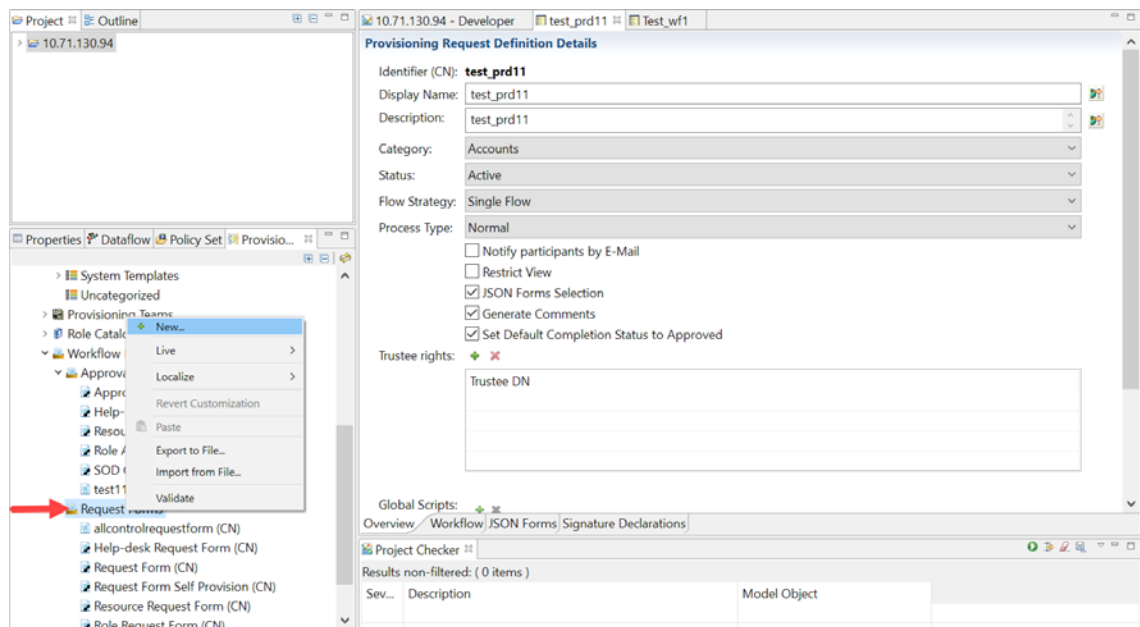 Project
Outline
10.71.130.94
Properties
Dataflow
Policy Set
Provisio...
System Templates
Uncategorized
Provisioning Teams
Role Catalo
Workflow
Approva
Appro
Help-
Resou
Role A
SOD
test11
Request Forms
allcontrolrequestform (CN)
Help-desk Request Form (CN)
Request Form (CN)
Request Form Self Provision (CN)
Resource Request Form (CN)
Role Request Form (CN)
New...
Live
Localize
Revert Customization
Paste
Export to File...
Import from File...
Validate
10.71.130.94 - Developer
test_prd11
Test_wf1
Provisioning Request Definition Details
Identifier (CN): test_prd11
Display Name: test_prd11
Description: test_prd11
Category: Accounts
Status: Active
Flow Strategy: Single Flow
Process Type: Normal
Notify participants by E-Mail
Restrict View
JSON Forms Selection
Generate Comments
Set Default Completion Status to Approved
Trustee rights:
Trustee DN
Global Scripts:
Overview
Workflow
JSON Forms
Signature Declarations
Project Checker
Results non-filtered: ( 0 items )
Sev...
Description
Model Object